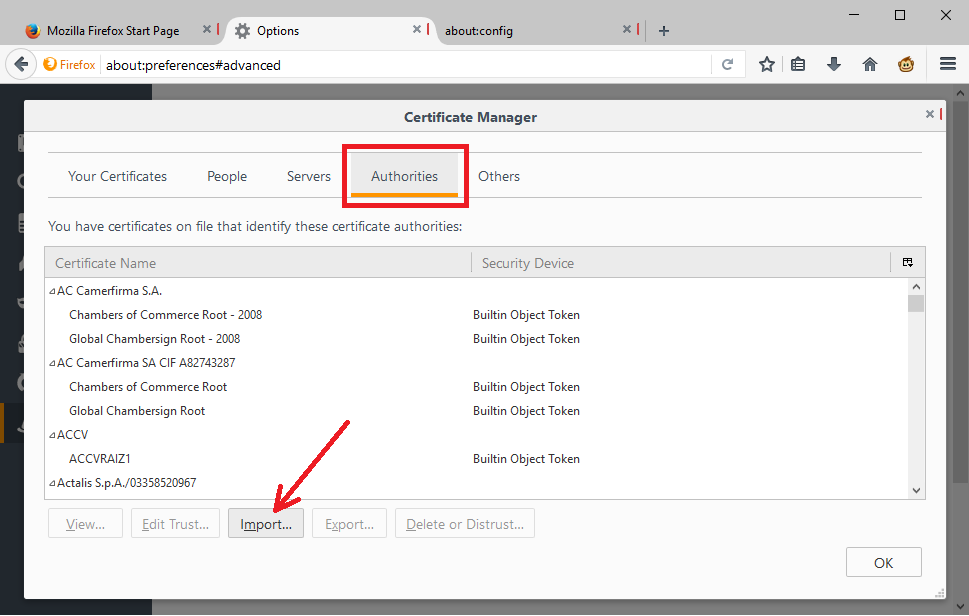 Mozilla Firefox Start Page
Options
about:config
Firefox about:preferences#advanced
Certificate Manager
Your Certificates People Servers Authorities Others
You have certificates on file that identify these certificate authorities:
Certificate Name Security Device
AC Camerfirma S.A.
Chambers of Commerce Root - 2008 Builtin Object Token
Global Chambersign Root - 2008 Builtin Object Token
AC Camerfirma SA CIF A82743287
Chambers of Commerce Root Builtin Object Token
Global Chambersign Root Builtin Object Token
ACCV
ACCVRAIZ1 Builtin Object Token
Actalis S.p.A./03358520967
View... Edit Trust... Import... Export... Delete or Distrust...
OK